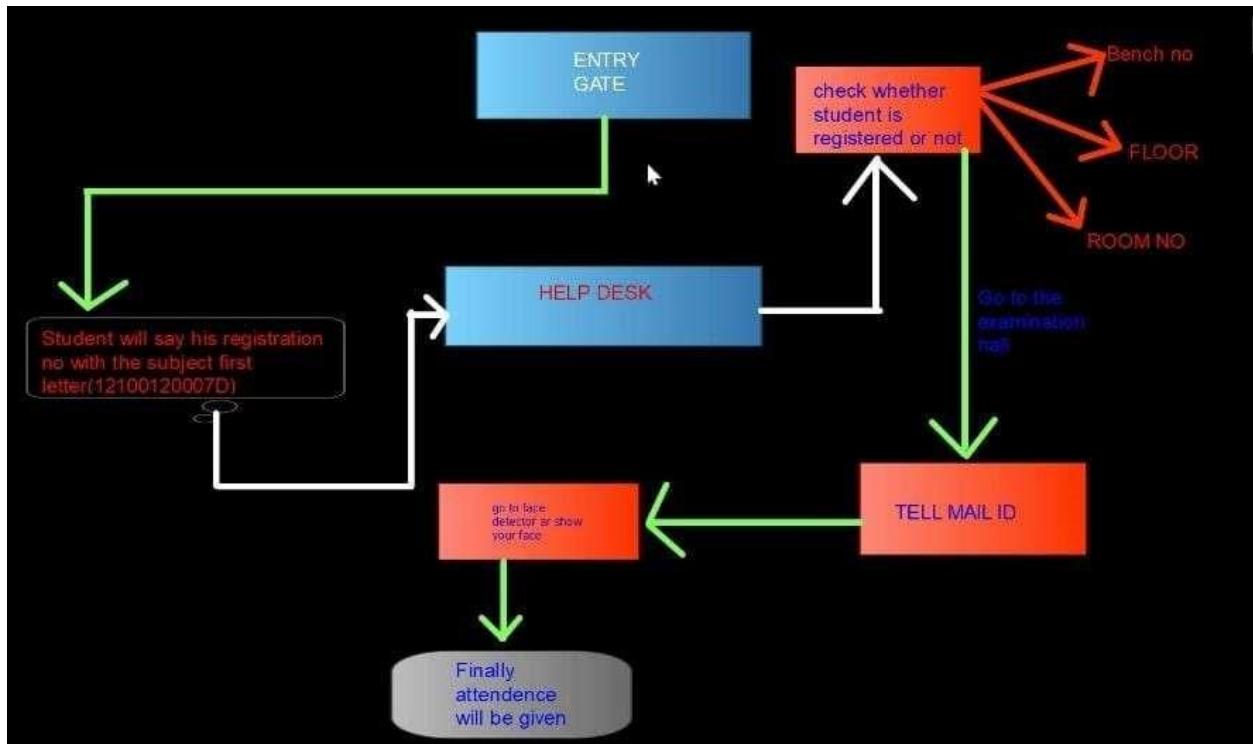 ENTRY
GATE
check whether
student is
registered or not
Bench no
FLOOR
ROOM NO
HELP DESK
Student will say his registration
no with the subject first
letter(12100120007D)
Go to the
examination
hall
TELL MAIL ID
go to face
detector ar show
your face
Finally
attendence
will be given